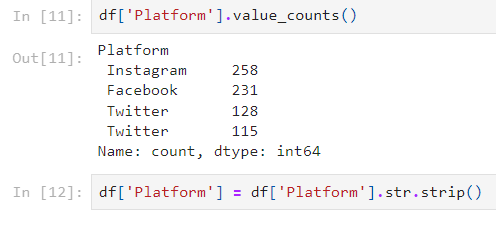 In [11]: df['Platform'].value_counts()
Out[11]: Platform
Instagram 258
Facebook 231
Twitter 128
Twitter 115
Name: count, dtype: int64
In [12]: df['Platform'] = df['Platform'].str.strip()